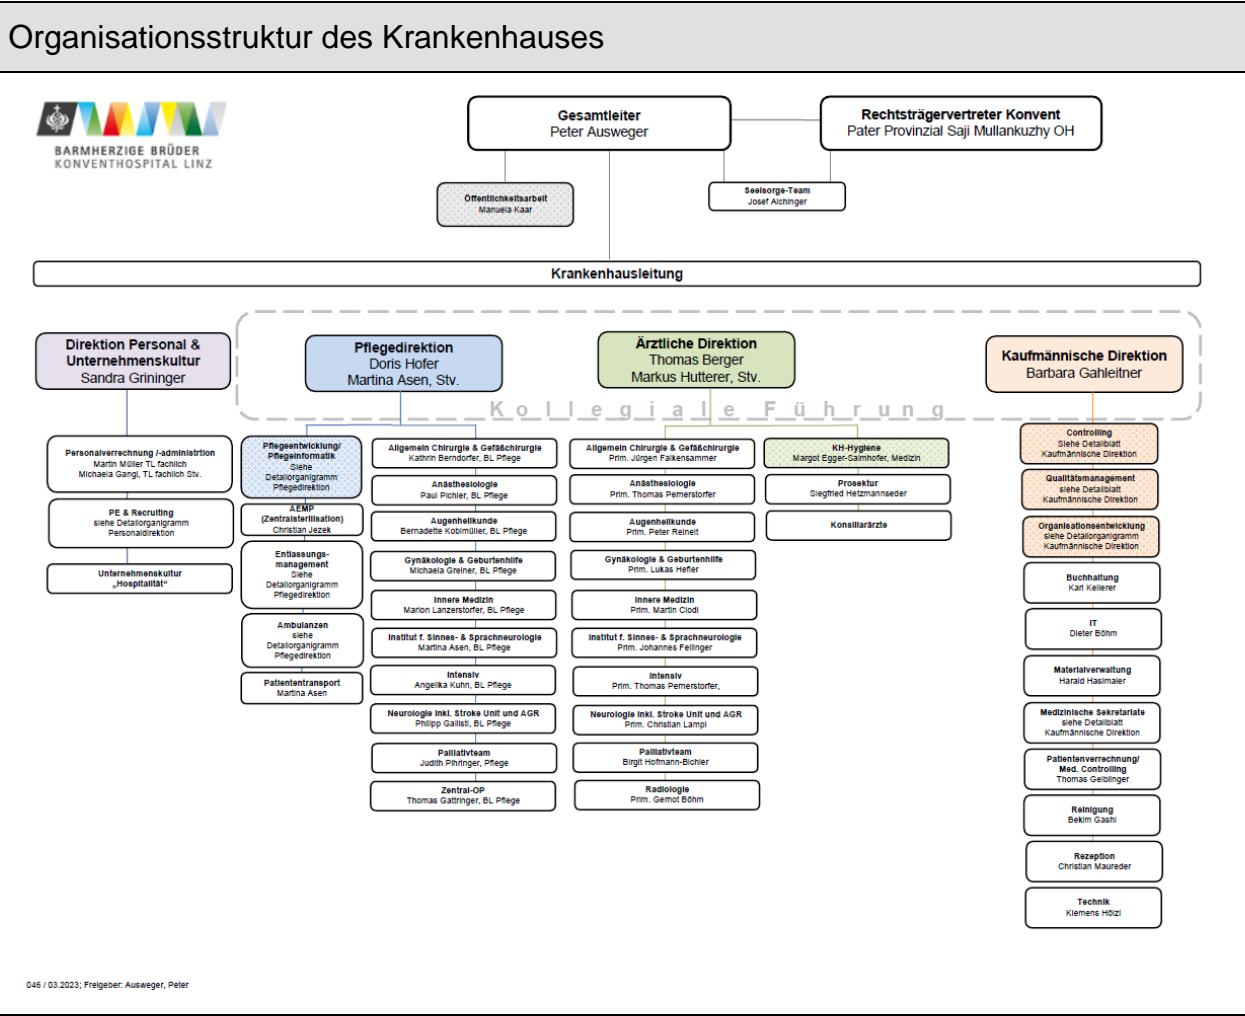 Organisationsstruktur des Krankenhauses
BARMHERZIGE BRÜDER
KONVENTHOSPITAL LINZ
Gesamtleiter
Peter Ausweger
Rechtsträgervertreter Konvent
Pater Provinzial Saji Mullankuzhy OH
Öffentlichkeitsarbeit
Manuela Kaar
Seelsorge-Team
Josef Aichinger
Krankenhausleitung
Direktion Personal &
Unternehmenskultur
Sandra Grininger
Pflegedirektion
Doris Hofer
Martina Asen, Stv.
Ärztliche Direktion
Thomas Berger
Markus Hutterer, Stv.
Kaufmännische Direktion
Barbara Gahleitner
Kollegiale Führung
Personalverrechnung /-administrtion
Martin Müller TL fachlich
Michaela Gangl, TL fachlich Stv.
PE & Recruiting
siehe Detailorganigramm
Personaldirektion
Unternehmenskultur
„Hospitalität“
Pflegeentwicklung/
Pflegeinformatik
Siehe
Detailorganigramm
Pflegedirektion
AEMP
(Zentralsterilisation)
Christian Jezek
Entlassungs-
management
Siehe
Detailorganigramm
Pflegedirektion
Ambulanzen
siehe
Detailorganigramm
Pflegedirektion
Patiententransport
Martina Asen
Allgemein Chirurgie & Gefäßchirurgie
Kathrin Berndorfer, BL Pflege
Anästhesiologie
Paul Pichler, BL Pflege
Augenheilkunde
Bernadette Koblmüller, BL Pflege
Gynäkologie & Geburtenhilfe
Michaela Greiner, BL Pflege
Innere Medizin
Marion Lanzerstorfer, BL Pflege
Institut f. Sinnes- & Sprachneurologie
Martina Asen, BL Pflege
Intensiv
Angelika Kuhn, BL Pflege
Neurologie inkl. Stroke Unit und AGR
Philipp Gallistl, BL Pflege
Palliativteam
Judith Pihringer, Pflege
Zentral-OP
Thomas Gattringer, BL Pflege
Allgemein Chirurgie & Gefäßchirurgie
Prim. Jürgen Falkensammer
Anästhesiologie
Prim. Thomas Pernerstorfer
Augenheilkunde
Prim. Peter Reinelt
Gynäkologie & Geburtenhilfe
Prim. Lukas Hefler
Innere Medizin
Prim. Martin Clodi
Institut f. Sinnes- & Sprachneurologie
Prim. Johannes Fellinger
Intensiv
Prim. Thomas Pernerstorfer,
Neurologie inkl. Stroke Unit und AGR
Prim. Christian Lampl
Palliativteam
Birgit Hofmann-Bichler
Radiologie
Prim. Gernot Böhm
KH-Hygiene
Margot Egger-Salmhofer, Medizin
Prosektur
Siegfried Hetzmannseder
Konsiliarärzte
Controlling
Siehe Detailblatt
Kaufmännische Direktion
Qualitätsmanagement
siehe Detailblatt
Kaufmännische Direktion
Organisationsentwicklung
siehe Detailorganigramm
Kaufmännische Direktion
Buchhaltung
Karl Kellerer
IT
Dieter Böhm
Materialverwaltung
Harald Haslmaier
Medizinische Sekretariate
siehe Detailblatt
Kaufmännische Direktion
Patientenverrechnung/
Med. Controlling
Thomas Geiblinger
Reinigung
Bekim Gashi
Rezeption
Christian Maureder
Technik
Klemens Hölzl
046 / 03.2023; Freigeber: Ausweger, Peter